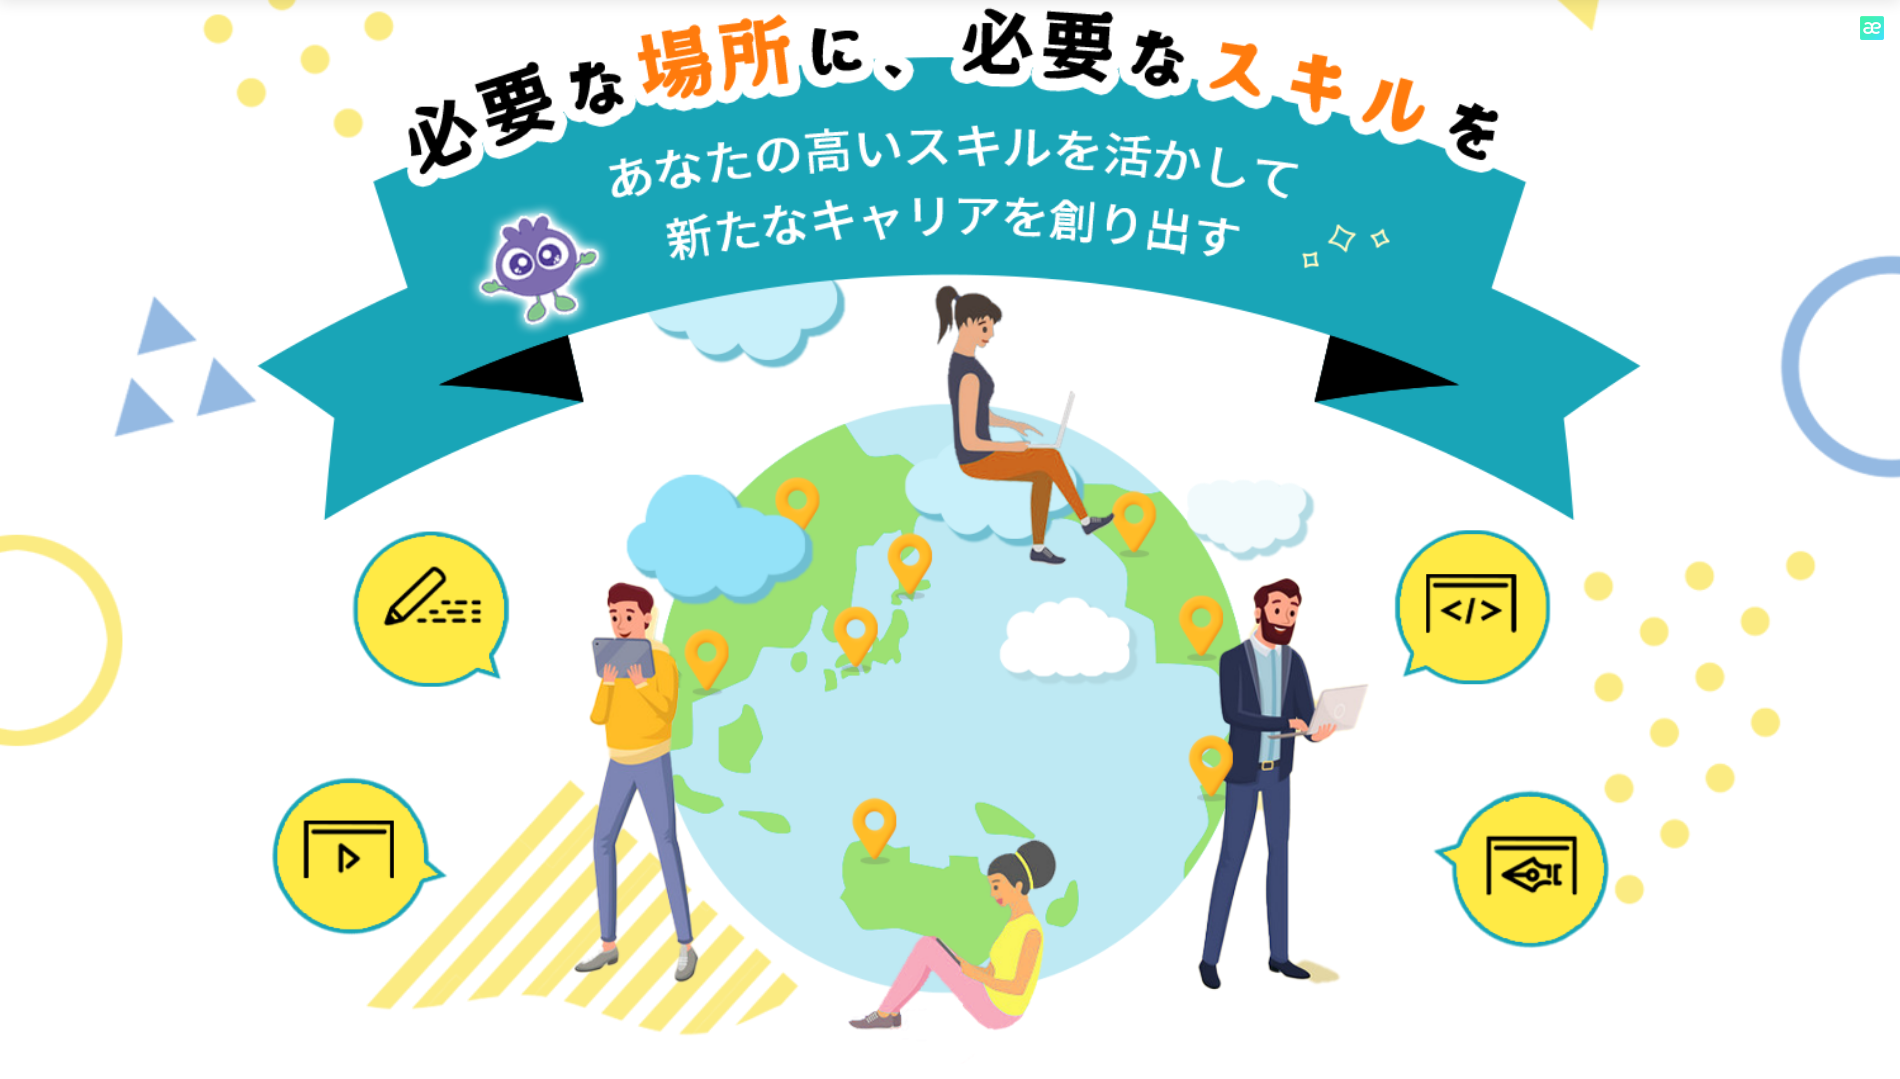 必要な場所に、必要なスキルを
あなたの高いスキルを活かして
新たなキャリアを創り出す
æ
</>